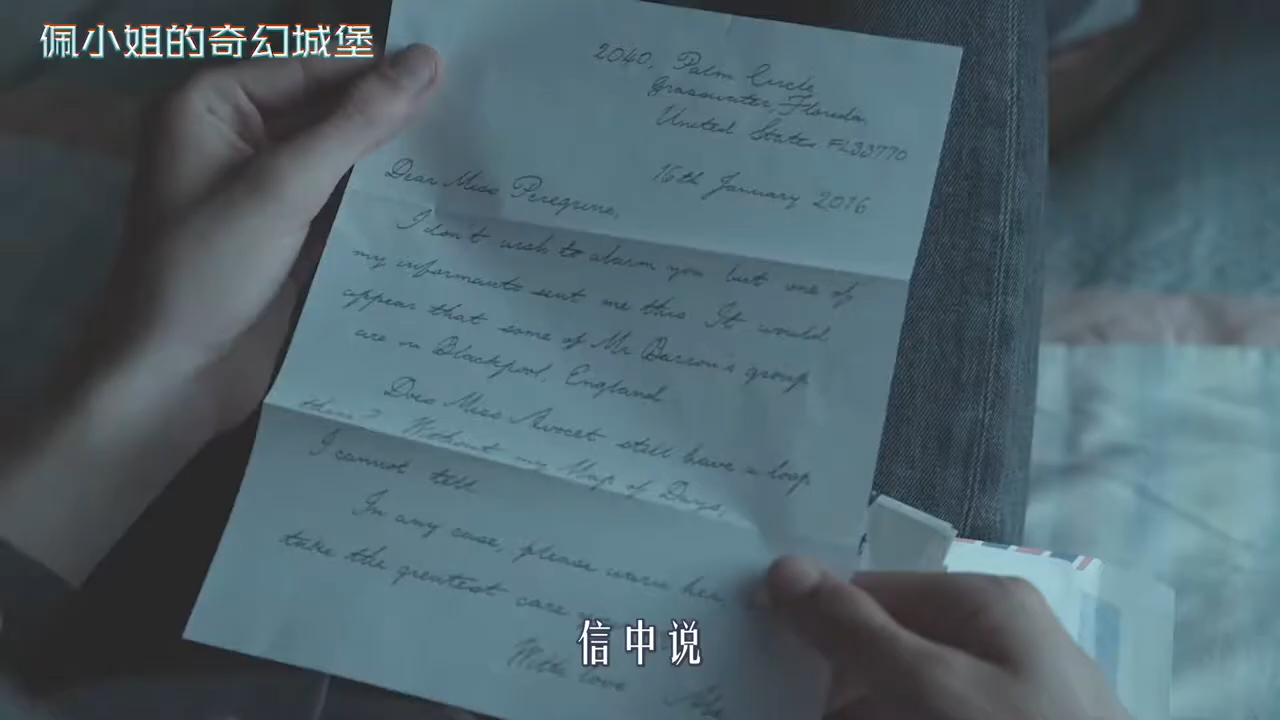 佩小姐的奇幻城堡
2040, Palm Circle
Grasswater, Florida
United States FL33770
16th January 2016
Dear Miss Peregrine,
I don't wish to alarm you but one of
my informants sent me this It would
appear that some of Mr Barron's group
are in Blackpool, England
Does Miss Avocet still have a loop
there? Without my Map of Days,
I cannot tell
In any case, please warn her
take the greatest care
With love
信中说